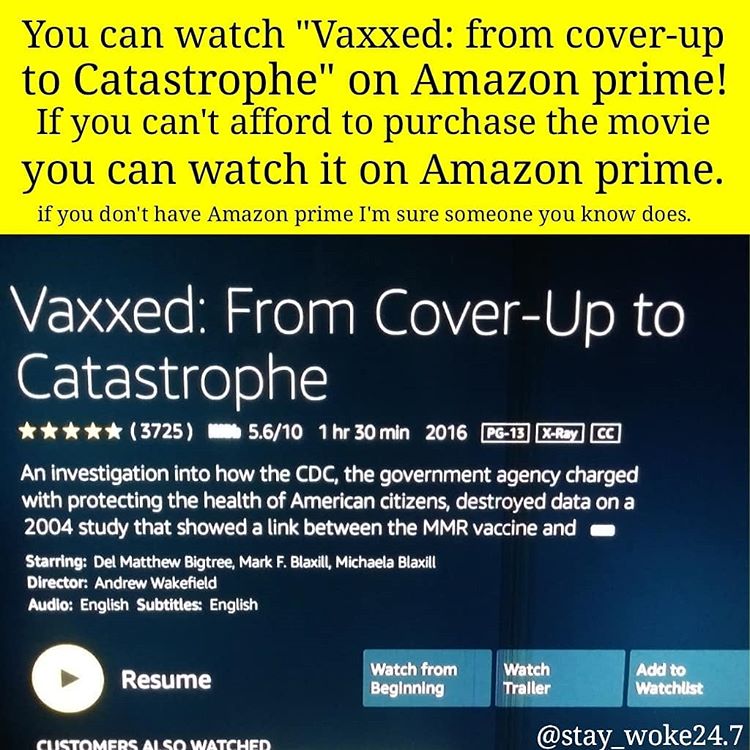 You can watch "Vaxxed: from cover-up
to Catastrophe" on Amazon prime!
If you can't afford to purchase the movie
you can watch it on Amazon prime.
if you don't have Amazon prime I'm sure someone you know does.
Vaxxed: From Cover-Up to
Catastrophe
(3725) 5.6/10 1 hr 30 min 2016 PG-13 X-Ray CC
An investigation into how the CDC, the government agency charged
with protecting the health of American citizens, destroyed data on a
2004 study that showed a link between the MMR vaccine and
Starring: Del Matthew Bigtree, Mark F. Blaxill, Michaela Blaxill
Director: Andrew Wakefield
Audio: English Subtitles: English
Resume
Watch from
Beginning
Watch
Trailer
Add to
Watchlist
CUSTOMERS ALSO WATCHED
@stay_woke24.7